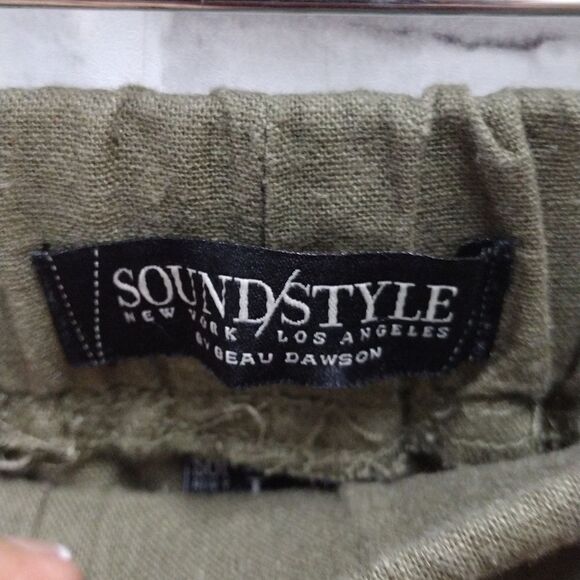 SOUND/STYLE
NEW YORK LOS ANGELES
BY BEAU DAWSON